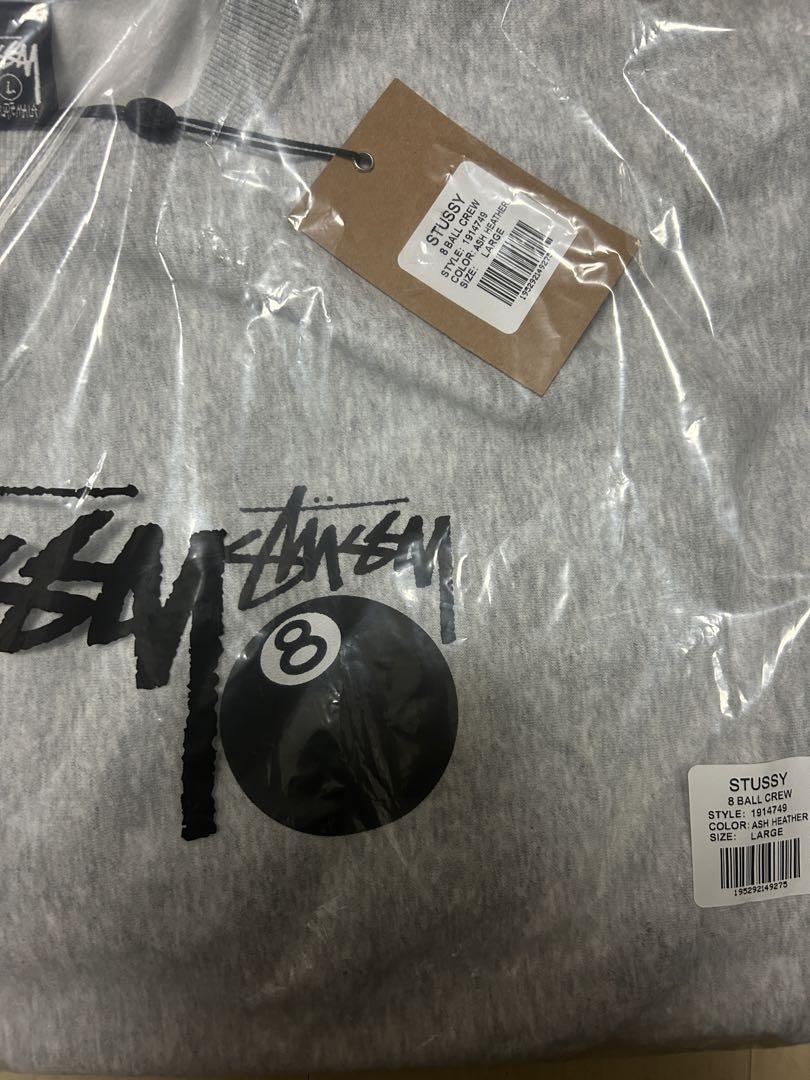 L
STUSSY
8 BALL CREW
STYLE: 1914749
COLOR: ASH HEATHER
SIZE: LARGE
195292149275
STÜSSY
8
STUSSY
8 BALL CREW
STYLE: 1914749
COLOR: ASH HEATHER
SIZE: LARGE
195292149275